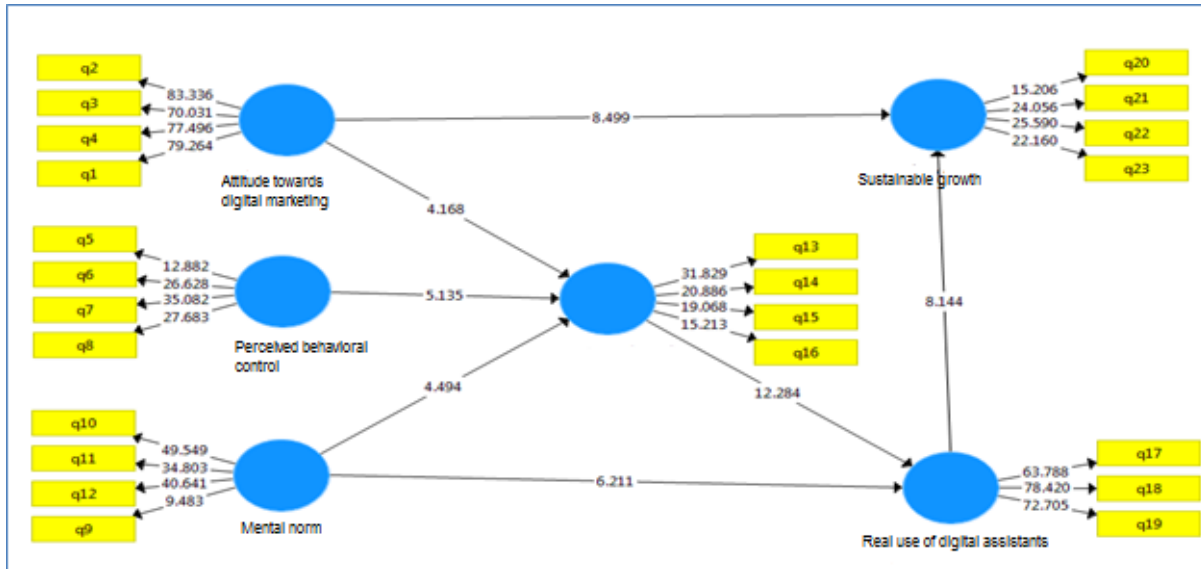 q2
q3
q4
q1
83.336
70.031
77.496
79.264
Attitude towards
digital marketing
8.499
4.168
q20
q21
q22
q23
15.206
24.056
25.590
22.160
Sustainable growth
q5
q6
q7
q8
12.882
26.628
35.082
27.683
Perceived behavioral
control
5.135
q13
q14
q15
q16
31.829
20.886
19.068
15.213
8.144
12.284
4.494
q10
q11
q12
q9
49.549
34.803
40.641
9.483
Mental norm
6.211
q17
q18
q19
63.788
78.420
72.705
Real use of digital assistants